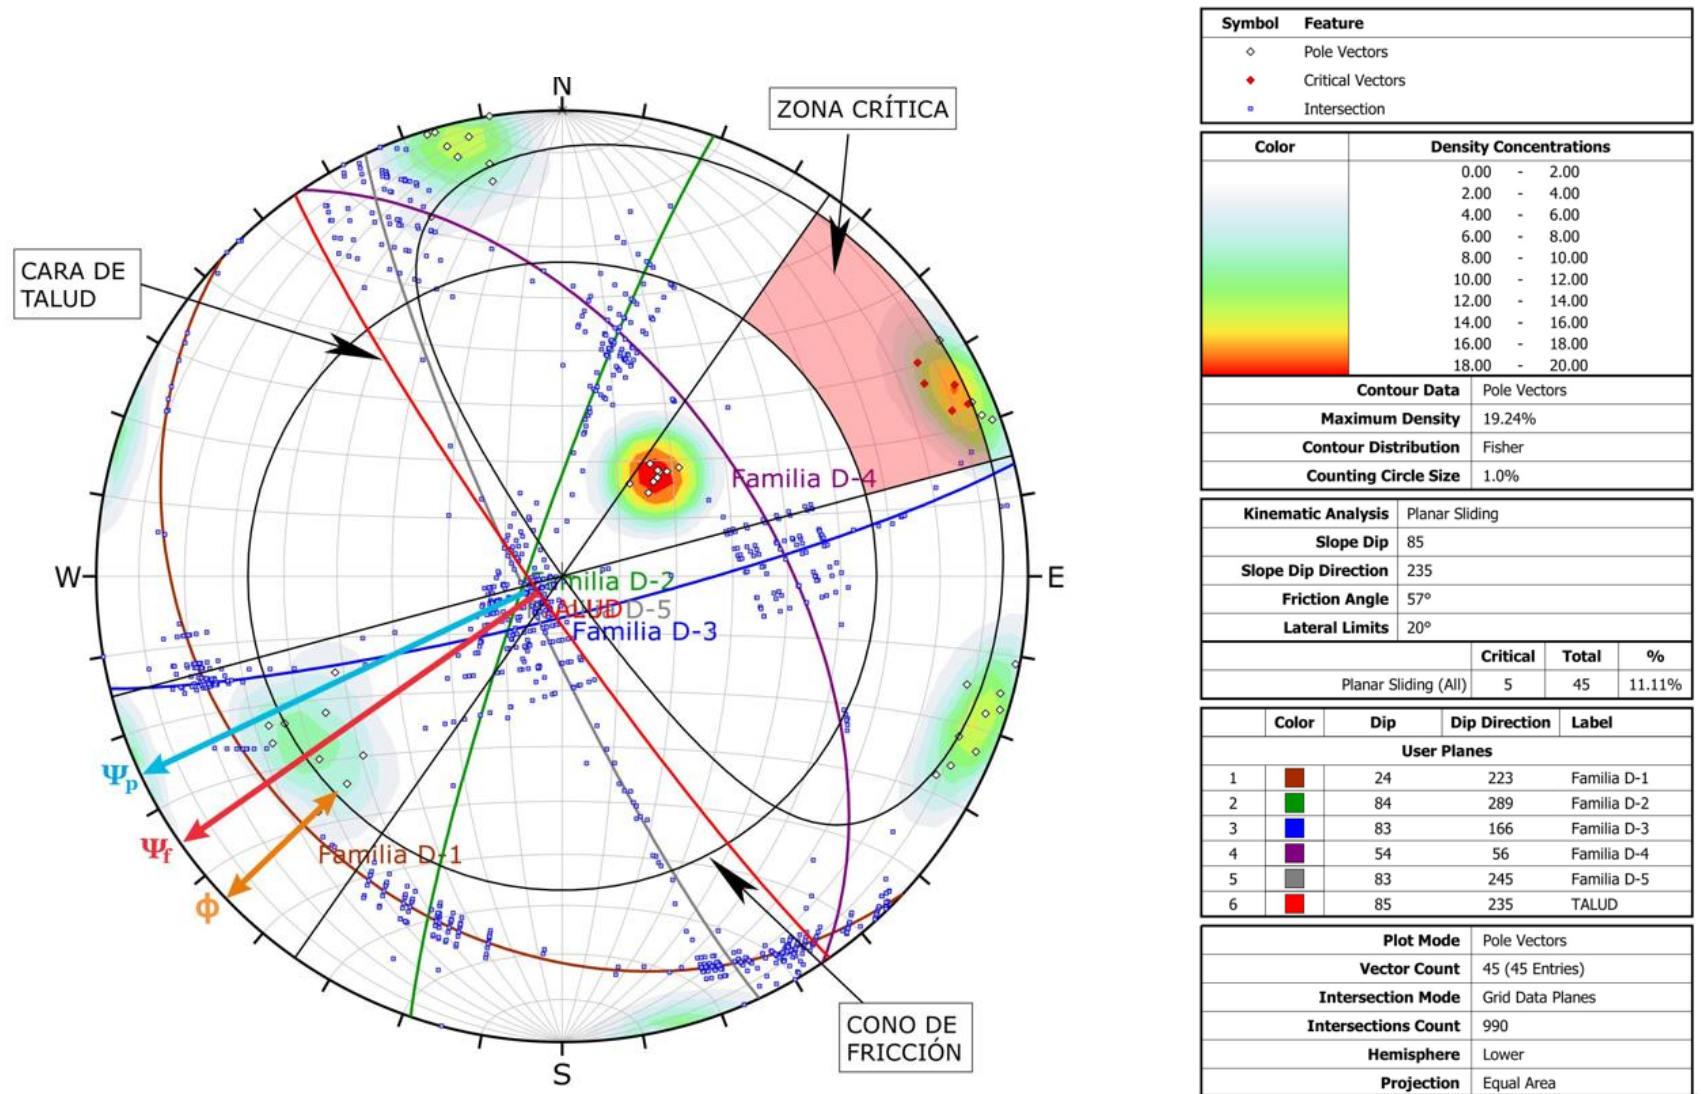 N
ZONA CRÍTICA
CARA DE
TALUD
Familia D-4
W
E
Familia D-2
TALUD
D-5
Familia D-3
Ψp
Ψf
Familia D-1
ϕ
CONO DE
FRICCIÓN
S
Symbol Feature
Pole Vectors
Critical Vectors
Intersection
Color Density Concentrations
0.00 - 2.00
2.00 - 4.00
4.00 - 6.00
6.00 - 8.00
8.00 - 10.00
10.00 - 12.00
12.00 - 14.00
14.00 - 16.00
16.00 - 18.00
18.00 - 20.00
Contour Data Pole Vectors
Maximum Density 19.24%
Contour Distribution Fisher
Counting Circle Size 1.0%
Kinematic Analysis Planar Sliding
Slope Dip 85
Slope Dip Direction 235
Friction Angle 57°
Lateral Limits 20°
Critical Total %
Planar Sliding (All) 5 45 11.11%
Color Dip Dip Direction Label
User Planes
1 24 223 Familia D-1
2 84 289 Familia D-2
3 83 166 Familia D-3
4 54 56 Familia D-4
5 83 245 Familia D-5
6 85 235 TALUD
Plot Mode Pole Vectors
Vector Count 45 (45 Entries)
Intersection Mode Grid Data Planes
Intersections Count 990
Hemisphere Lower
Projection Equal Area